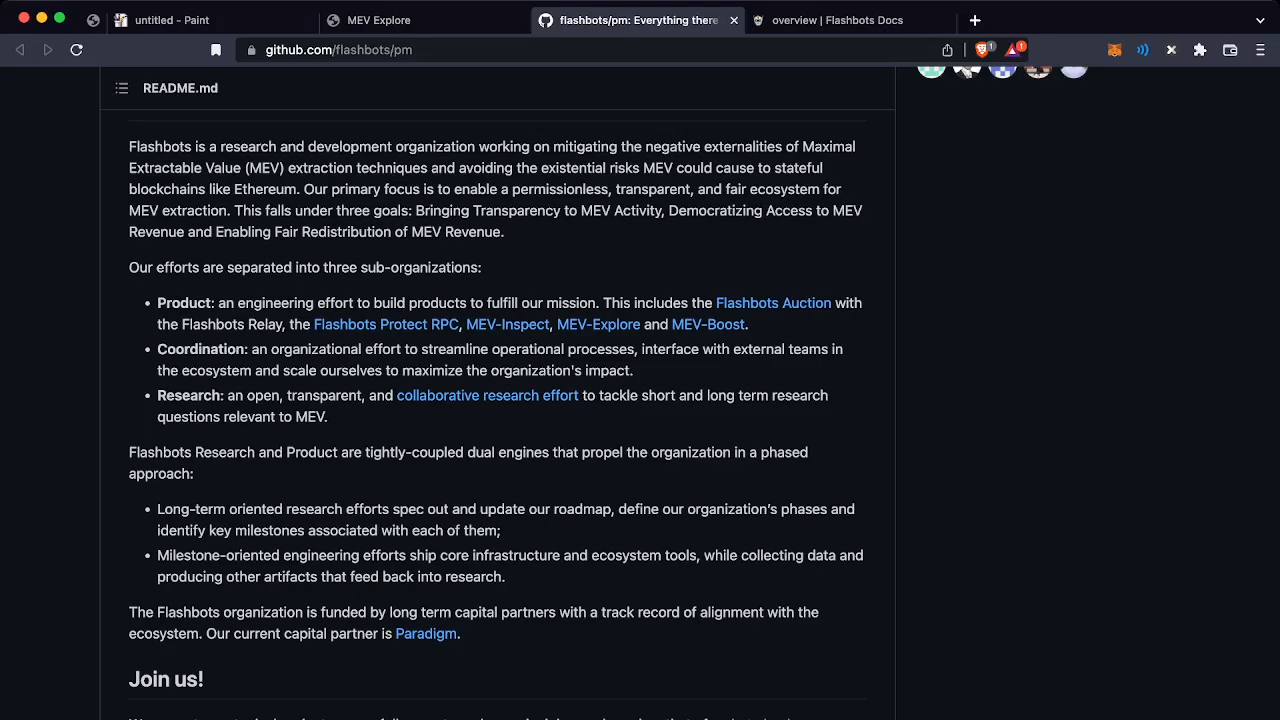 untitled - Paint
MEV Explore
flashbots/pm: Everything there
overview | Flashbots Docs
github.com/flashbots/pm
1
1
README.md
Flashbots is a research and development organization working on mitigating the negative externalities of Maximal
Extractable Value (MEV) extraction techniques and avoiding the existential risks MEV could cause to stateful
blockchains like Ethereum. Our primary focus is to enable a permissionless, transparent, and fair ecosystem for
MEV extraction. This falls under three goals: Bringing Transparency to MEV Activity, Democratizing Access to MEV
Revenue and Enabling Fair Redistribution of MEV Revenue.
Our efforts are separated into three sub-organizations:
• Product: an engineering effort to build products to fulfill our mission. This includes the Flashbots Auction with
the Flashbots Relay, the Flashbots Protect RPC, MEV-Inspect, MEV-Explore and MEV-Boost.
• Coordination: an organizational effort to streamline operational processes, interface with external teams in
the ecosystem and scale ourselves to maximize the organization's impact.
• Research: an open, transparent, and collaborative research effort to tackle short and long term research
questions relevant to MEV.
Flashbots Research and Product are tightly-coupled dual engines that propel the organization in a phased
approach:
• Long-term oriented research efforts spec out and update our roadmap, define our organization’s phases and
identify key milestones associated with each of them;
• Milestone-oriented engineering efforts ship core infrastructure and ecosystem tools, while collecting data and
producing other artifacts that feed back into research.
The Flashbots organization is funded by long term capital partners with a track record of alignment with the
ecosystem. Our current capital partner is Paradigm.
Join us!